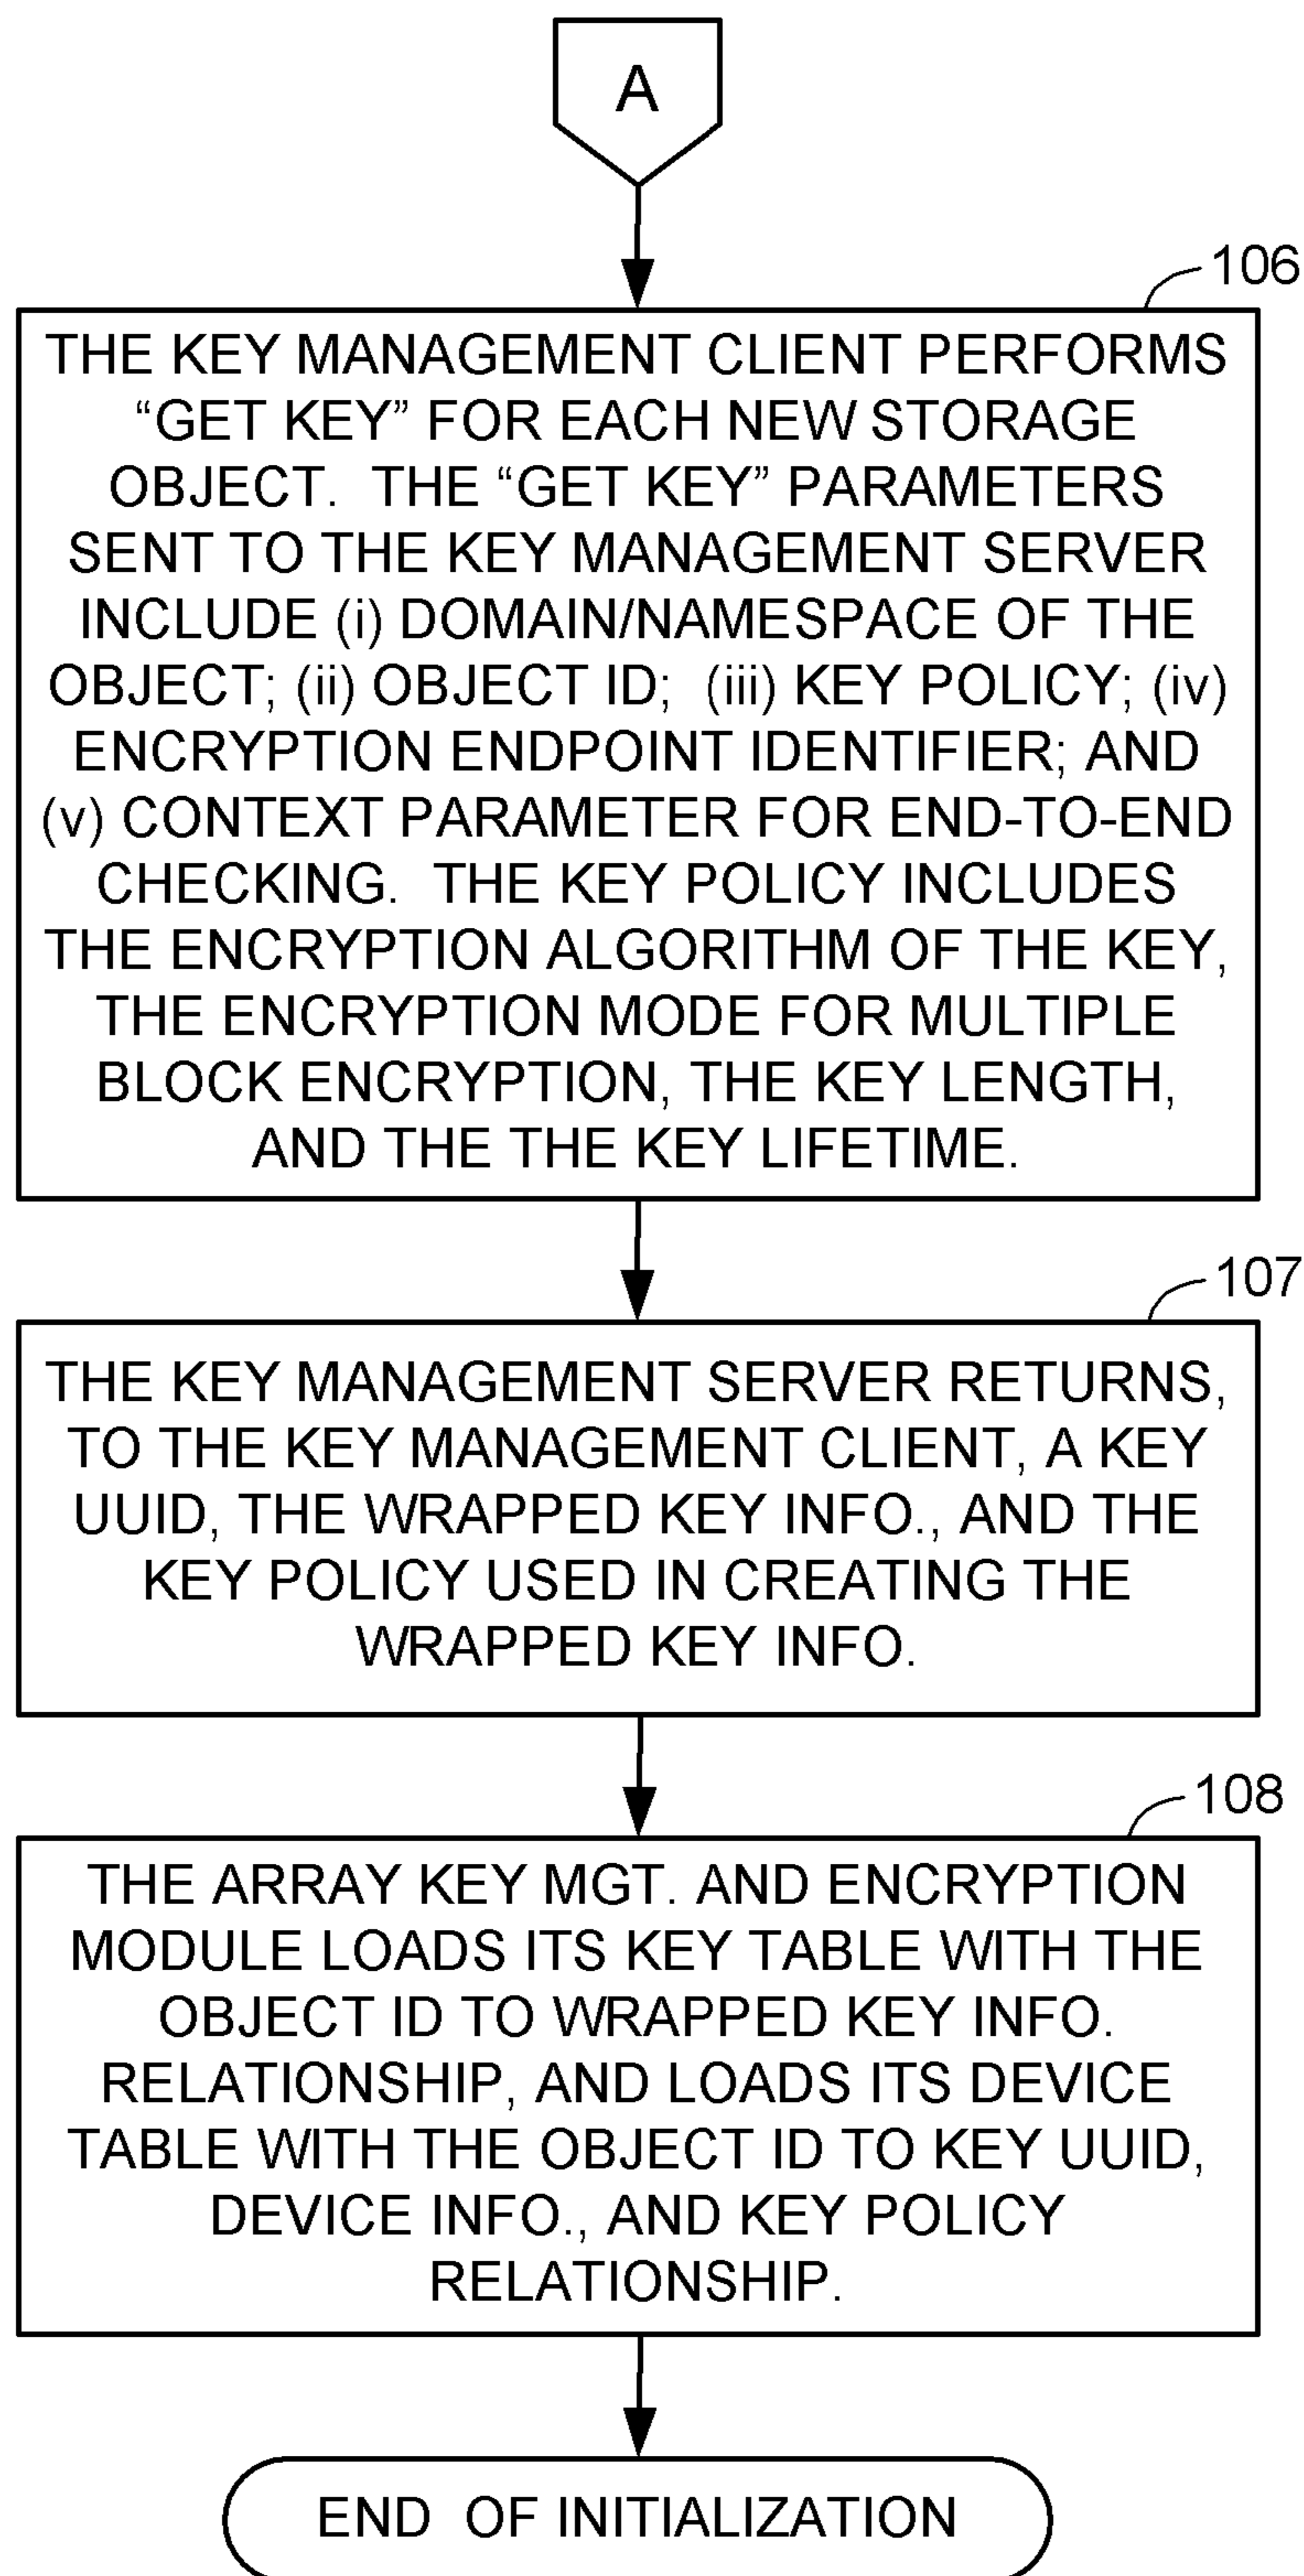 A
106
THE KEY MANAGEMENT CLIENT PERFORMS
“GET KEY” FOR EACH NEW STORAGE
OBJECT. THE “GET KEY” PARAMETERS
SENT TO THE KEY MANAGEMENT SERVER
INCLUDE (i) DOMAIN/NAMESPACE OF THE
OBJECT; (ii) OBJECT ID; (iii) KEY POLICY; (iv)
ENCRYPTION ENDPOINT IDENTIFIER; AND
(v) CONTEXT PARAMETER FOR END-TO-END
CHECKING. THE KEY POLICY INCLUDES
THE ENCRYPTION ALGORITHM OF THE KEY,
THE ENCRYPTION MODE FOR MULTIPLE
BLOCK ENCRYPTION, THE KEY LENGTH,
AND THE THE KEY LIFETIME.
107
THE KEY MANAGEMENT SERVER RETURNS,
TO THE KEY MANAGEMENT CLIENT, A KEY
UUID, THE WRAPPED KEY INFO., AND THE
KEY POLICY USED IN CREATING THE
WRAPPED KEY INFO.
108
THE ARRAY KEY MGT. AND ENCRYPTION
MODULE LOADS ITS KEY TABLE WITH THE
OBJECT ID TO WRAPPED KEY INFO.
RELATIONSHIP, AND LOADS ITS DEVICE
TABLE WITH THE OBJECT ID TO KEY UUID,
DEVICE INFO., AND KEY POLICY
RELATIONSHIP.
END OF INITIALIZATION